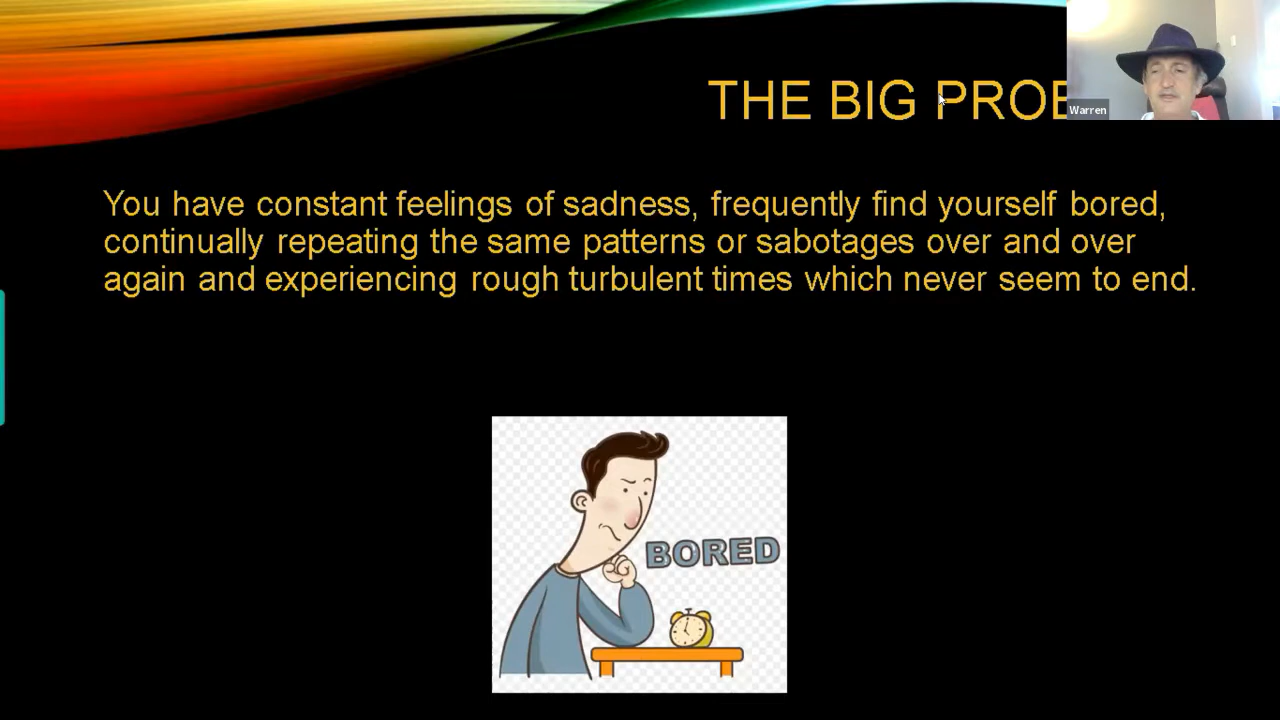 THE BIG PROB
Warren
You have constant feelings of sadness, frequently find yourself bored,
continually repeating the same patterns or sabotages over and over
again and experiencing rough turbulent times which never seem to end.
BORED